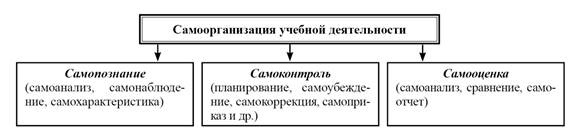 Самоорганизация учебной деятельности
Самопознание
(самоанализ, самонаблюде-
ние, самохарактеристика)
Самоконтроль
(планирование, самоубежде-
ние, самокоррекция, самопри-
каз и др.)
Самооценка
(самоанализ, сравнение, само-
отчет)